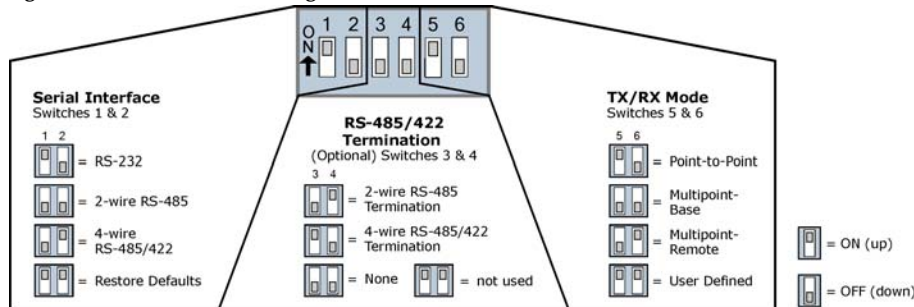 ON
1 2 3 4 5 6
Serial Interface
Switches 1 & 2
1 2
= RS-232
= 2-wire RS-485
= 4-wire
RS-485/422
= Restore Defaults
RS-485/422
Termination
(Optional) Switches 3 & 4
3 4
= 2-wire RS-485
Termination
= 4-wire RS-485/422
Termination
= None
= not used
TX/RX Mode
Switches 5 & 6
5 6
= Point-to-Point
= Multipoint-
Base
= Multipoint-
Remote
= User Defined
= ON (up)
= OFF (down)